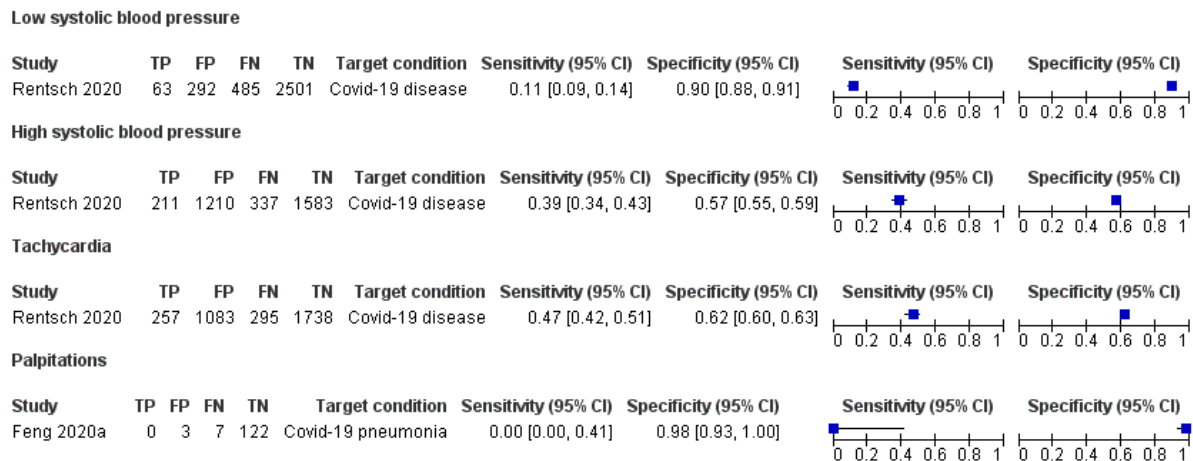 Low systolic blood pressure
Study TP FP FN TN Target condition Sensitivity (95% CI) Specificity (95% CI) Sensitivity (95% CI) Specificity (95% CI)
Rentsch 2020 63 292 485 2501 Covid-19 disease 0.11 [0.09, 0.14] 0.90 [0.88, 0.91]
0 0.2 0.4 0.6 0.8 1 0 0.2 0.4 0.6 0.8 1
High systolic blood pressure
Study TP FP FN TN Target condition Sensitivity (95% CI) Specificity (95% CI) Sensitivity (95% CI) Specificity (95% CI)
Rentsch 2020 211 1210 337 1583 Covid-19 disease 0.39 [0.34, 0.43] 0.57 [0.55, 0.59]
0 0.2 0.4 0.6 0.8 1 0 0.2 0.4 0.6 0.8 1
Tachycardia
Study TP FP FN TN Target condition Sensitivity (95% CI) Specificity (95% CI) Sensitivity (95% CI) Specificity (95% CI)
Rentsch 2020 257 1083 295 1738 Covid-19 disease 0.47 [0.42, 0.51] 0.62 [0.60, 0.63]
0 0.2 0.4 0.6 0.8 1 0 0.2 0.4 0.6 0.8 1
Palpitations
Study TP FP FN TN Target condition Sensitivity (95% CI) Specificity (95% CI) Sensitivity (95% CI) Specificity (95% CI)
Feng 2020a 0 3 7 122 Covid-19 pneumonia 0.00 [0.00, 0.41] 0.98 [0.93, 1.00]
0 0.2 0.4 0.6 0.8 1 0 0.2 0.4 0.6 0.8 1